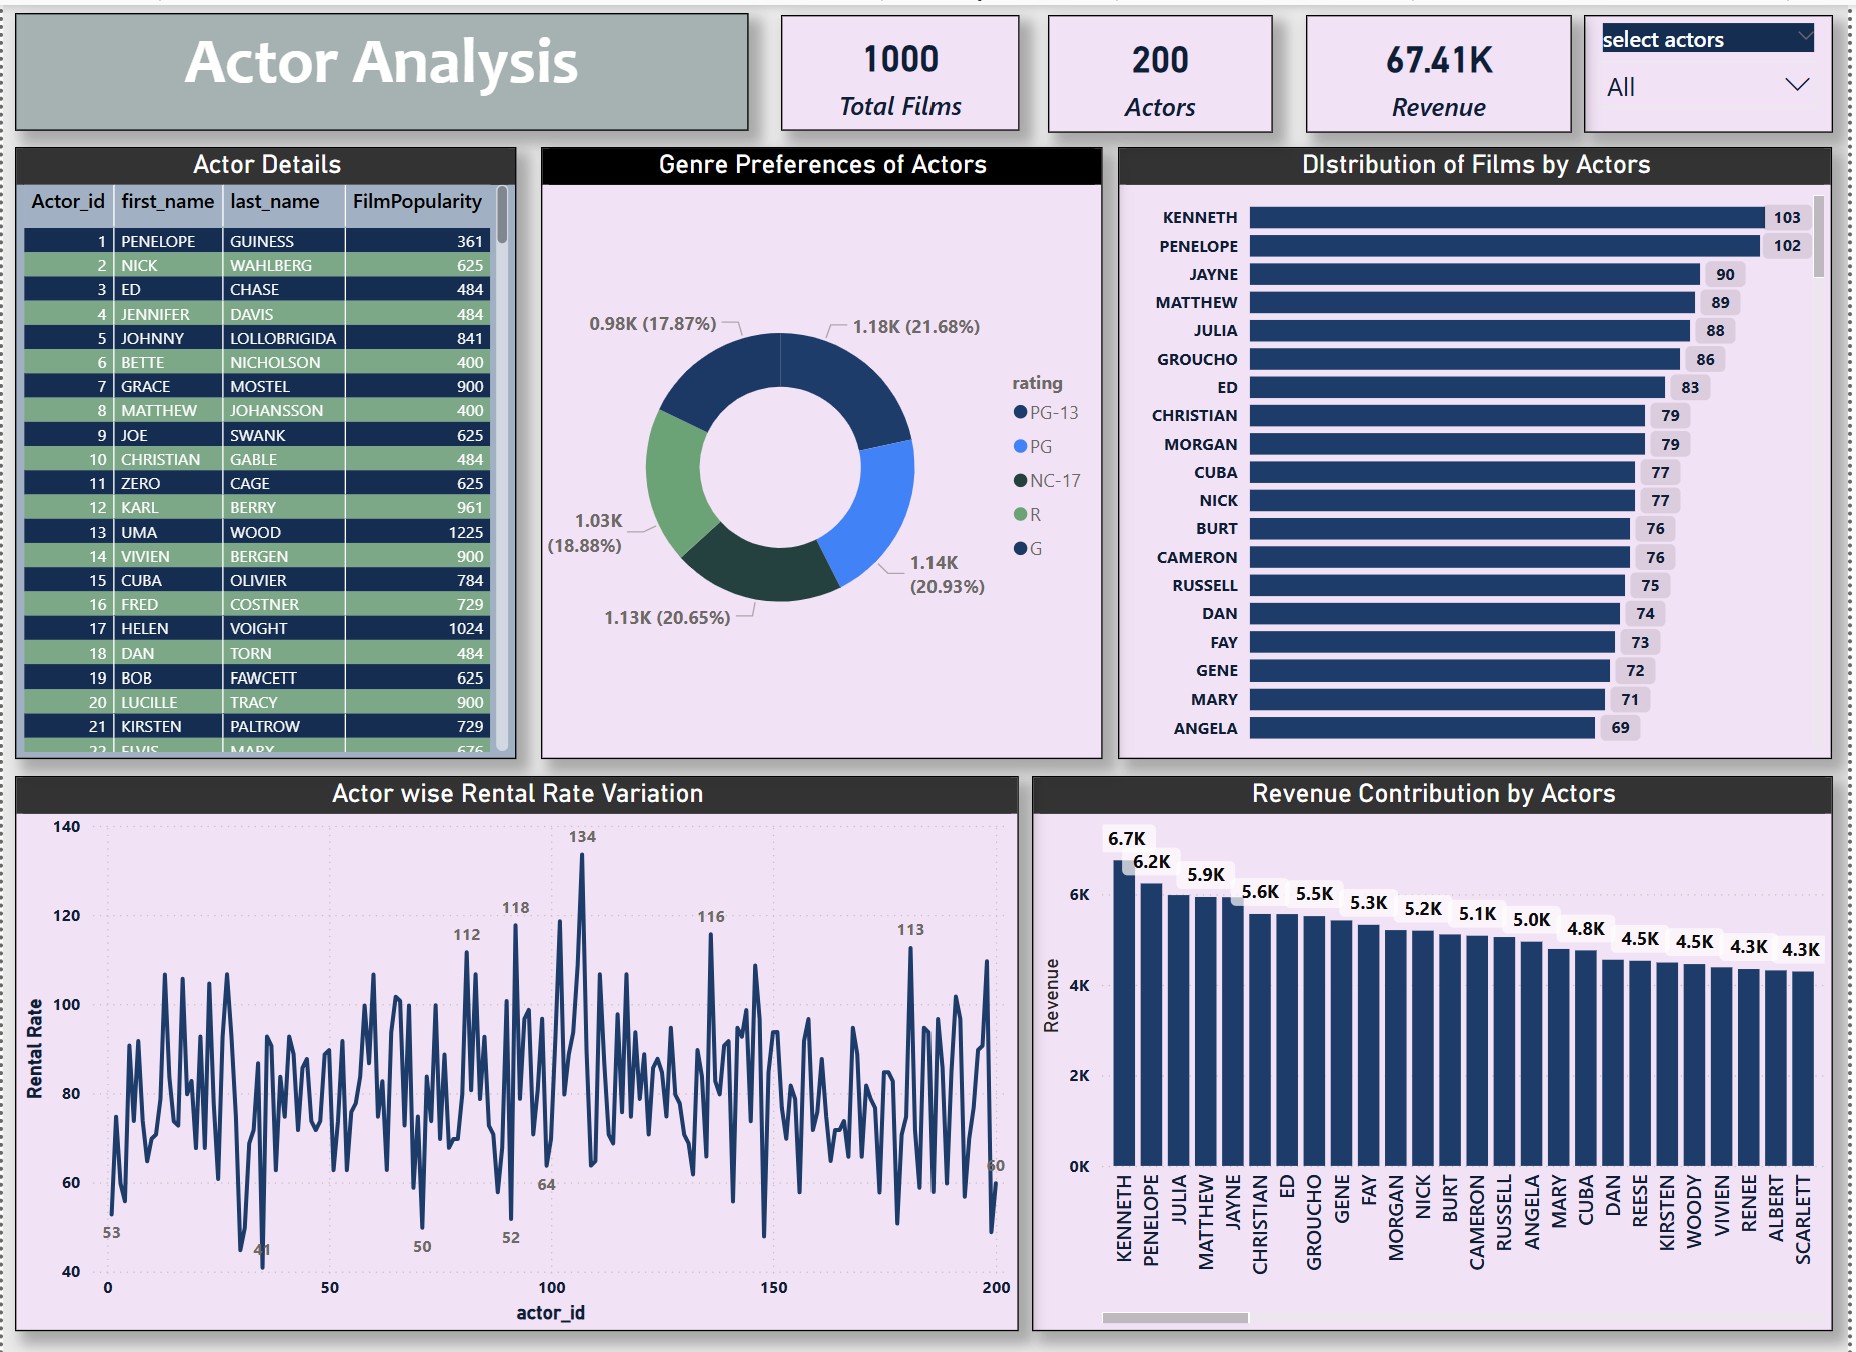 Actor Analysis
1000
Total Films
200
Actors
67.41K
Revenue
select actors
All
Actor Details
Actor_id first_name last_name FilmPopularity
1 PENELOPE GUINESS 361
2 NICK WAHLBERG 625
3 ED CHASE 484
4 JENNIFER DAVIS 484
5 JOHNNY LOLLOBRIGIDA 841
6 BETTE NICHOLSON 400
7 GRACE MOSTEL 900
8 MATTHEW JOHANSSON 400
9 JOE SWANK 625
10 CHRISTIAN GABLE 484
11 ZERO CAGE 625
12 KARL BERRY 961
13 UMA WOOD 1225
14 VIVIEN BERGEN 900
15 CUBA OLIVIER 784
16 FRED COSTNER 729
17 HELEN VOIGHT 1024
18 DAN TORN 484
19 BOB FAWCETT 625
20 LUCILLE TRACY 900
21 KIRSTEN PALTROW 729
22 ELVIS MARX 676
Genre Preferences of Actors
0.98K (17.87%)
1.18K (21.68%)
1.03K
(18.88%)
1.14K
(20.93%)
1.13K (20.65%)
rating
PG-13
PG
NC-17
R
G
DIstribution of Films by Actors
KENNETH 103
PENELOPE 102
JAYNE 90
MATTHEW 89
JULIA 88
GROUCHO 86
ED 83
CHRISTIAN 79
MORGAN 79
CUBA 77
NICK 77
BURT 76
CAMERON 76
RUSSELL 75
DAN 74
FAY 73
GENE 72
MARY 71
ANGELA 69
Actor wise Rental Rate Variation
Rental Rate
140
120
100
80
60
40
53
41
50
112
118
52
64
134
116
113
60
0 50 100 150 200
actor_id
Revenue Contribution by Actors
Revenue
6K
4K
2K
0K
6.7K
6.2K
5.9K
5.6K
5.5K
5.3K
5.2K
5.1K
5.0K
4.8K
4.5K
4.5K
4.3K
4.3K
KENNETH
PENELOPE
JULIA
MATTHEW
JAYNE
CHRISTIAN
ED
GROUCHO
GENE
FAY
MORGAN
NICK
BURT
CAMERON
RUSSELL
ANGELA
MARY
CUBA
DAN
REESE
KIRSTEN
WOODY
VIVIEN
RENEE
ALBERT
SCARLETT